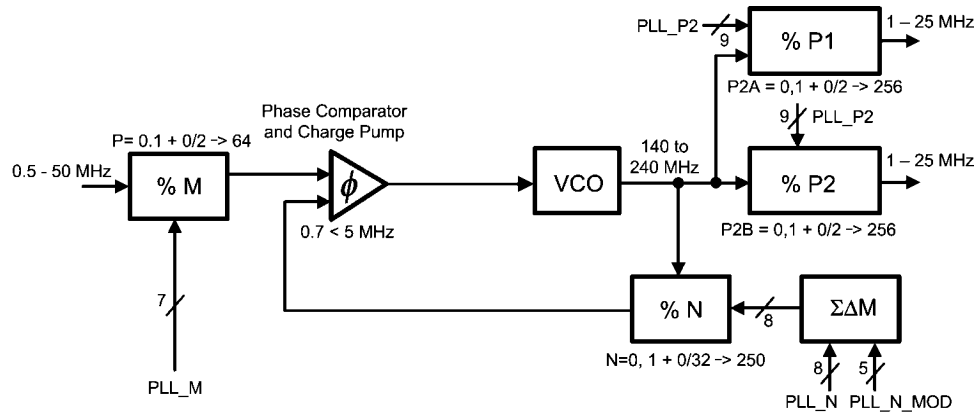 PLL_P2
9
% P1
1 – 25 MHz
P2A = 0,1 + 0/2 -> 256
9
PLL_P2
Phase Comparator
and Charge Pump
P= 0.1 + 0/2 -> 64
0.5 - 50 MHz
% M
ϕ
0.7 < 5 MHz
VCO
140 to
240 MHz
% P2
1 – 25 MHz
P2B = 0,1 + 0/2 -> 256
7
PLL_M
% N
8
ΣΔM
N=0, 1 + 0/32 -> 250
8
5
PLL_N
PLL_N_MOD